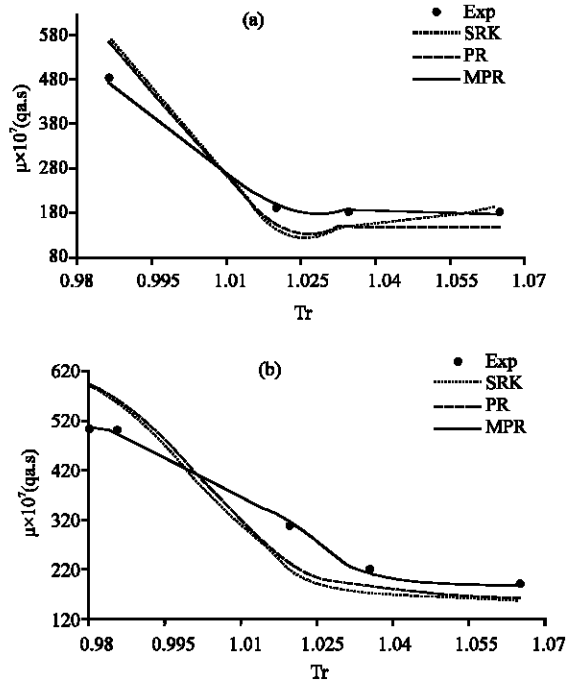 (a)
Exp
SRK
PR
MPR
μ×10⁷(qa.s)
580
480
380
280
180
80
0.98 0.995 1.01 1.025 1.04 1.055 1.07
Tr
(b)
Exp
SRK
PR
MPR
μ×10⁷(qa.s)
620
520
420
320
220
120
0.98 0.995 1.01 1.025 1.04 1.055 1.07
Tr